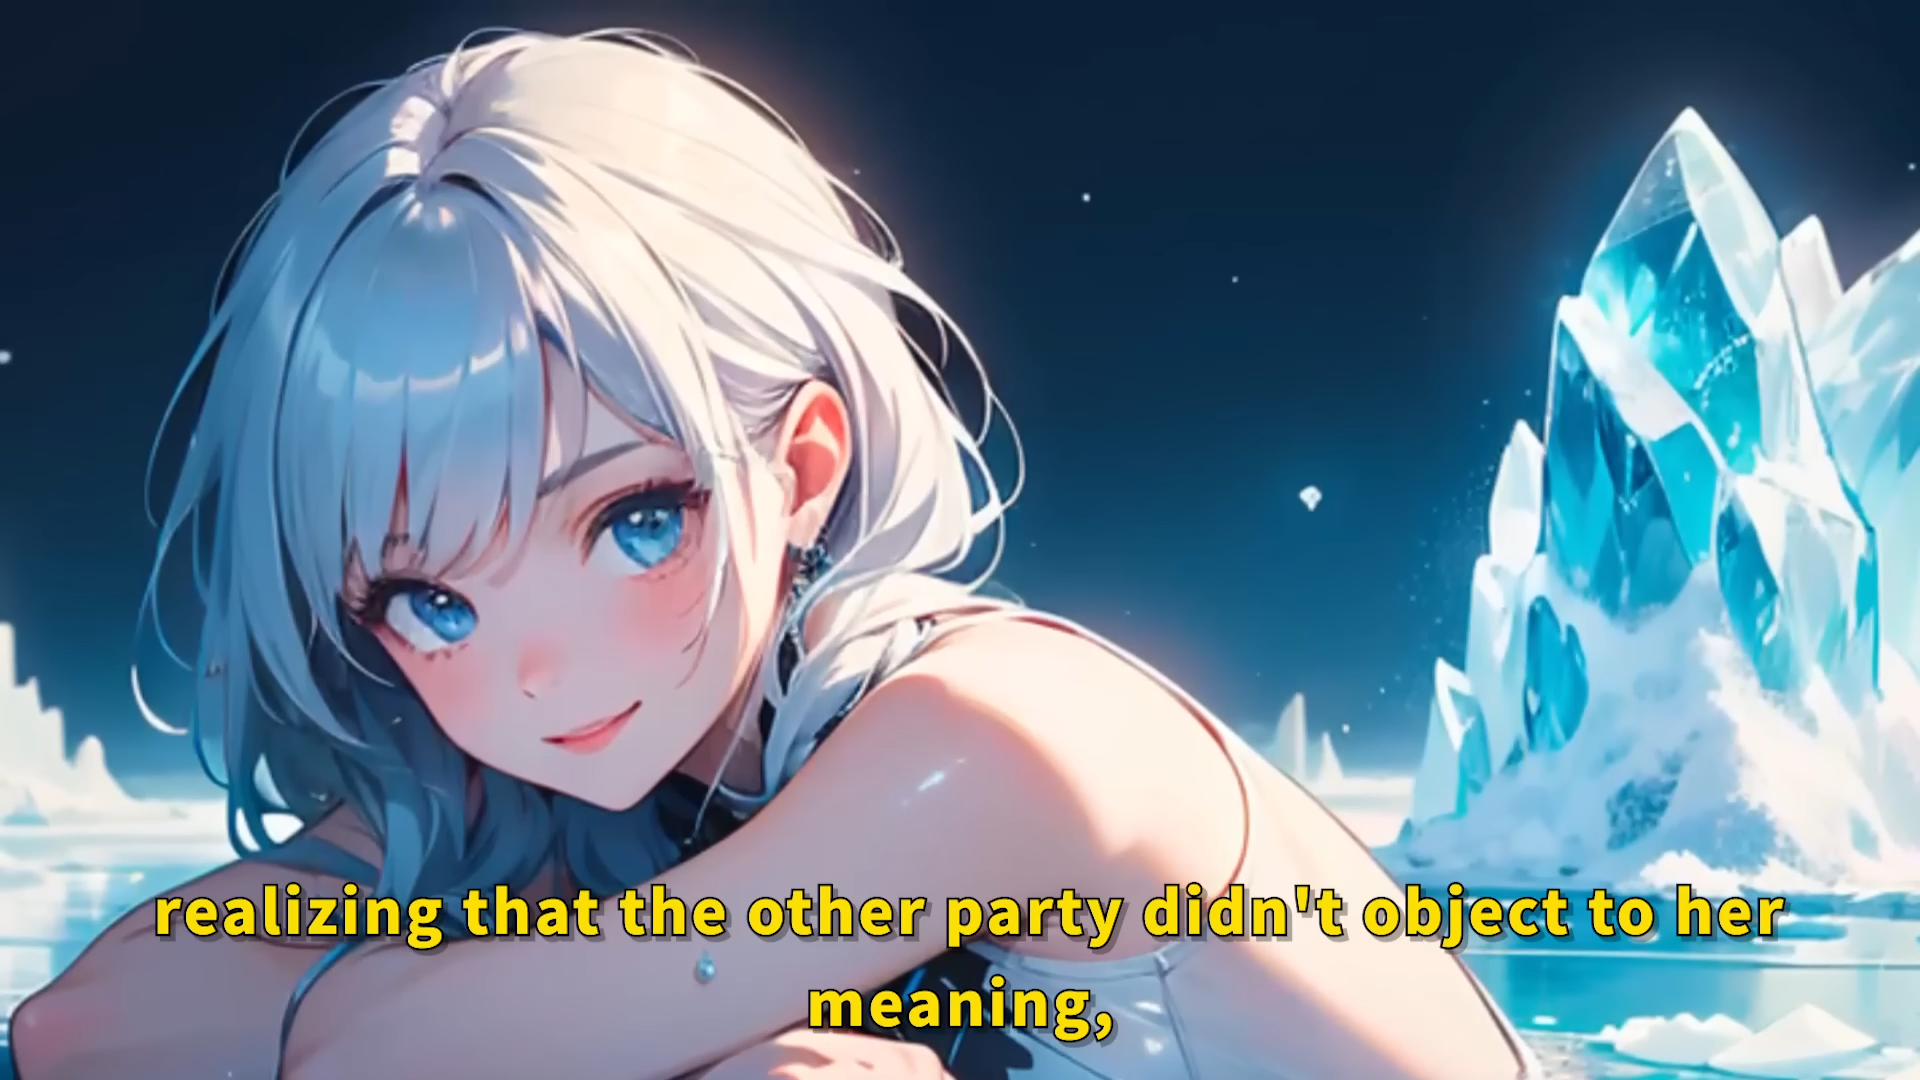 realizing that the other party didn't object to her
meaning,